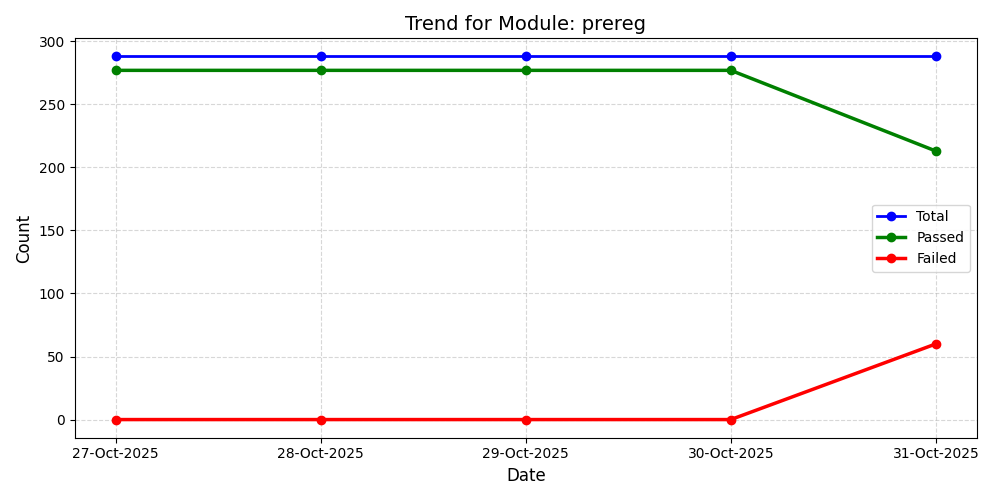 Trend for Module: prereg
300
250
200
150
100
50
0
Count
Total
Passed
Failed
27-Oct-2025
28-Oct-2025
29-Oct-2025
30-Oct-2025
31-Oct-2025
Date